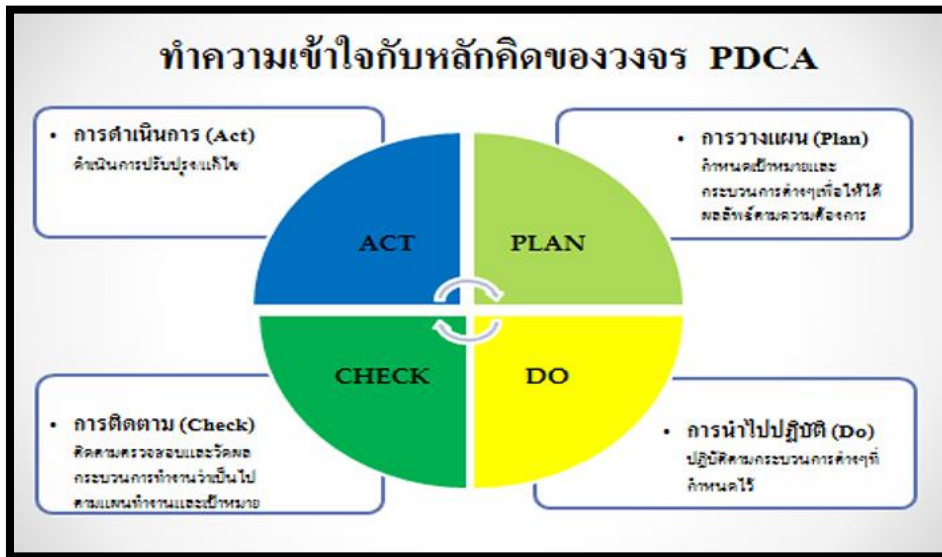 ทำความเข้าใจกับหลักคิดของวงจร PDCA
• การดำเนินการ (Act)
ดำเนินการปรับปรุงแก้ไข
• การวางแผน (Plan)
กำหนดเป้าหมายและ
กระบวนการต่างๆเพื่อให้ได้
ผลลัพธ์ตามความต้องการ
ACT
PLAN
CHECK
DO
• การติดตาม (Check)
ติดตามตรวจสอบและวัดผล
กระบวนการทำงานว่าเป็นไป
ตามแผนทำงานและเป้าหมาย
• การนำไปปฏิบัติ (Do)
ปฏิบัติตามกระบวนการต่างๆที่
กำหนดไว้